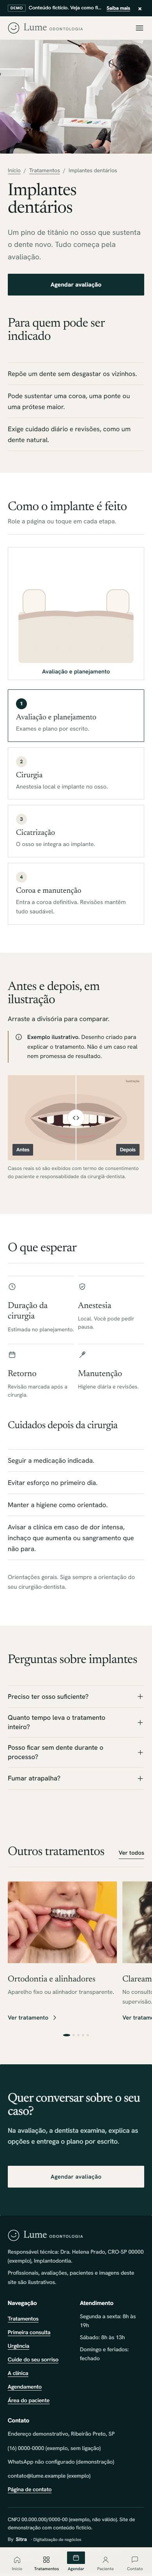 DEMO Conteúdo fictício. Veja como fi... Saiba mais
Lume ODONTOLOGIA
Início / Tratamentos / Implantes dentários
Implantes
dentários
Um pino de titânio no osso que sustenta
o dente novo. Tudo começa pela
avaliação.
Agendar avaliação
Para quem pode ser
indicado
Repõe um dente sem desgastar os vizinhos.
Pode sustentar uma coroa, uma ponte ou
uma prótese maior.
Exige cuidado diário e revisões, como um
dente natural.
Como o implante é feito
Role a página ou toque em cada etapa.
Avaliação e planejamento
1
Avaliação e planejamento
Exames e plano por escrito.
2
Cirurgia
Anestesia local e implante no osso.
3
Cicatrização
O osso se integra ao implante.
4
Coroa e manutenção
Entra a coroa definitiva. Revisões mantêm
tudo saudável.
Antes e depois, em
ilustração
Arraste a divisória para comparar.
Exemplo ilustrativo. Desenho criado para
explicar o tratamento. Não é um caso real
nem promessa de resultado.
Antes
Depois
Casos reais só são exibidos com termo de consentimento
do paciente e responsabilidade da cirurgiã-dentista.
O que esperar
Duração da
cirurgia
Estimada no planejamento.
Anestesia
Local. Você pode pedir
pausa.
Retorno
Revisão marcada após a
cirurgia.
Manutenção
Higiene diária e revisões.
Cuidados depois da cirurgia
Seguir a medicação indicada.
Evitar esforço no primeiro dia.
Manter a higiene como orientado.
Avisar a clínica em caso de dor intensa,
inchaço que aumenta ou sangramento que
não para.
Orientações gerais. Siga sempre a orientação do
seu cirurgião-dentista.
Perguntas sobre implantes
Preciso ter osso suficiente?
Quanto tempo leva o tratamento
inteiro?
Posso ficar sem dente durante o
processo?
Fumar atrapalha?
Outros tratamentos
Ver todos
Ortodontia e alinhadores
Aparelho fixo ou alinhador transparente.
Ver tratamento
Claream
No consultó
supervisão.
Ver tratame
Quer conversar sobre o seu
caso?
Na avaliação, a dentista examina, explica as
opções e entrega o plano por escrito.
Agendar avaliação
Lume ODONTOLOGIA
Responsável técnica: Dra. Helena Prado, CRO-SP 00000
(exemplo), Implantodontia.
Profissionais, avaliações, pacientes e imagens deste
site são ilustrativos.
Navegação
Tratamentos
Primeira consulta
Urgência
Cuide do seu sorriso
A clínica
Agendamento
Área do paciente
Atendimento
Segunda a sexta: 8h às
19h
Sábado: 8h às 13h
Domingo e feriados:
fechado
Contato
Endereço demonstrativo, Ribeirão Preto, SP
(16) 0000-0000 (exemplo, sem ligação)
WhatsApp não configurado (demonstração)
contato@lume.example (exemplo)
Página de contato
CNPJ 00.000.000/0000-00 (exemplo, não válido). Site de
demonstração com conteúdo fictício.
By Sitra · Digitalização de negócios
Início
Tratamentos
Agendar
Paciente
Contato